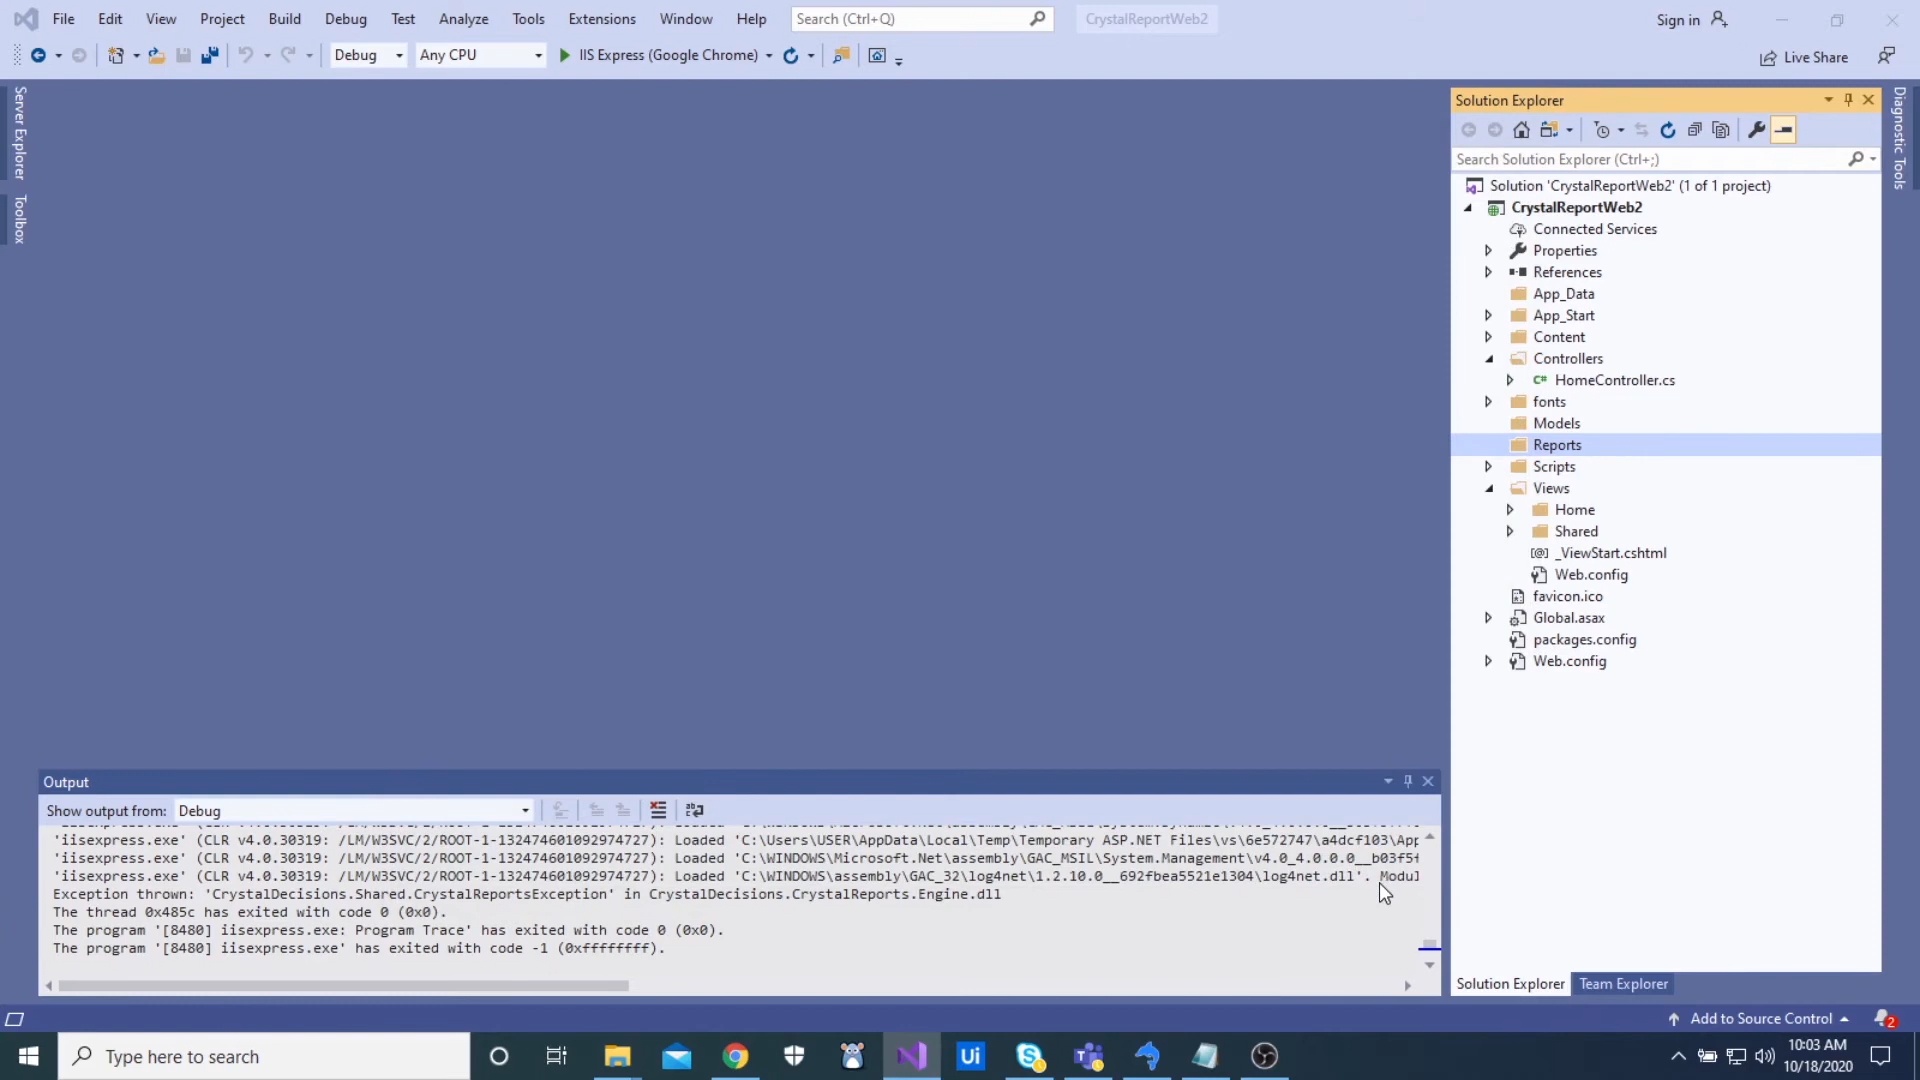 File Edit View Project Build Debug Test Analyze Tools Extensions Window Help Search (Ctrl+Q) CrystalReportWeb2 Sign in
Debug Any CPU IIS Express (Google Chrome) Live Share
Server Explorer
Toolbox
Solution Explorer
Search Solution Explorer (Ctrl+;)
Solution 'CrystalReportWeb2' (1 of 1 project)
CrystalReportWeb2
Connected Services
Properties
References
App_Data
App_Start
Content
Controllers
C# HomeController.cs
fonts
Models
Reports
Scripts
Views
Home
Shared
[@] _ViewStart.cshtml
Web.config
favicon.ico
Global.asax
packages.config
Web.config
Solution Explorer Team Explorer
Diagnostic Tools
Output
Show output from: Debug
'iisexpress.exe' (CLR v4.0.30319: /LM/W3SVC/2/ROOT-1-132474601092974727): Loaded 'C:\Users\USER\AppData\Local\Temp\Temporary ASP.NET Files\vs\6e572747\a4dcf103\App
'iisexpress.exe' (CLR v4.0.30319: /LM/W3SVC/2/ROOT-1-132474601092974727): Loaded 'C:\WINDOWS\Microsoft.Net\assembly\GAC_MSIL\System.Management\v4.0_4.0.0.0__b03f5f
'iisexpress.exe' (CLR v4.0.30319: /LM/W3SVC/2/ROOT-1-132474601092974727): Loaded 'C:\WINDOWS\assembly\GAC_32\log4net\1.2.10.0__692fbea5521e1304\log4net.dll'. Modul
Exception thrown: 'CrystalDecisions.Shared.CrystalReportsException' in CrystalDecisions.CrystalReports.Engine.dll
The thread 0x485c has exited with code 0 (0x0).
The program '[8480] iisexpress.exe: Program Trace' has exited with code 0 (0x0).
The program '[8480] iisexpress.exe' has exited with code -1 (0xffffffff).
Add to Source Control 2
Type here to search Ui
10:03 AM
10/18/2020